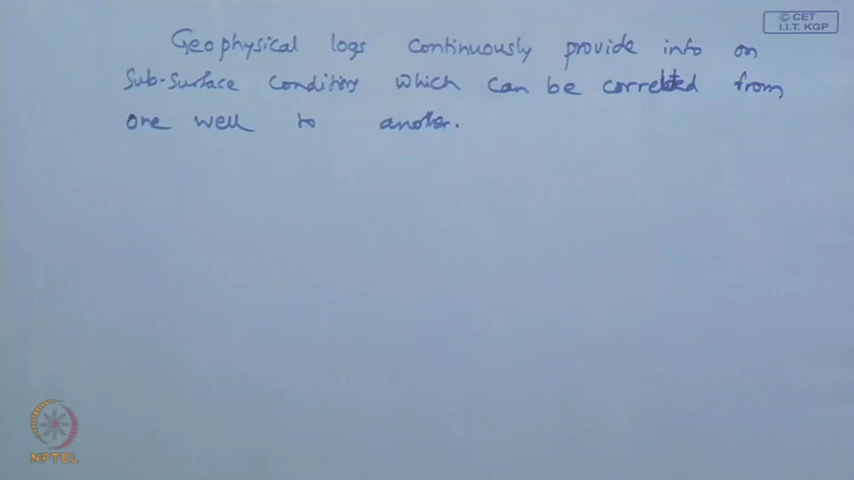 © CET
I.I.T. KGP
Geophysical logs continuously provide info on
Sub-Surface conditions which can be correlated from
one well to another.
NPTEL